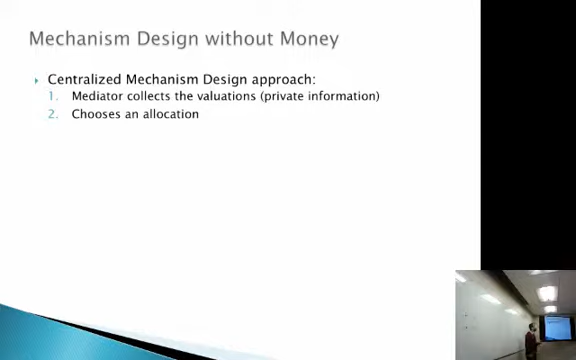 Mechanism Design without Money
Centralized Mechanism Design approach:
1. Mediator collects the valuations (private information)
2. Chooses an allocation